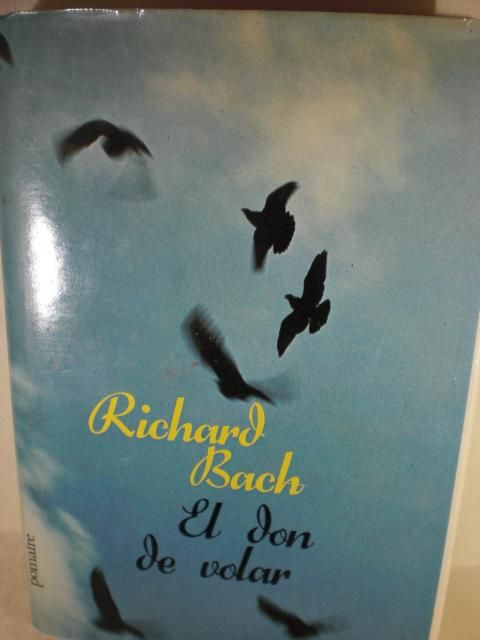 Richard
Bach
El don
de volar
pomaire